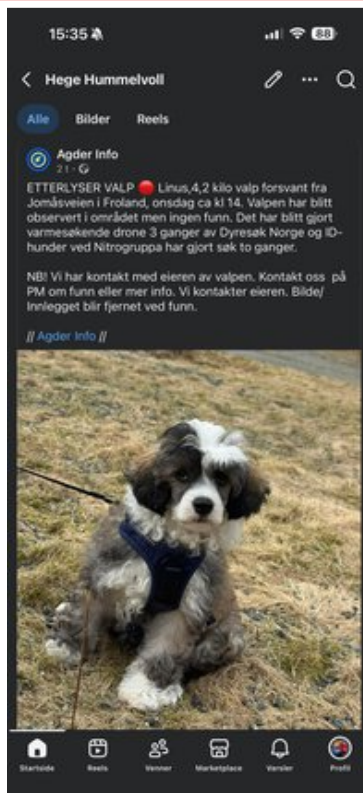 15:35
88
Hege Hummelvoll
Alle Bilder Reels
Agder Info
2 t
ETTERLYSER VALP 🔴 Linus,4,2 kilo valp forsvant fra
Jomåsveien i Froland, onsdag ca kl 14. Valpen har blitt
observert i området men ingen funn. Det har blitt gjort
varmesøkende drone 3 ganger av Dyresøk Norge og ID-
hunder ved Nitrogruppa har gjort søk to ganger.
NB! Vi har kontakt med eieren av valpen. Kontakt oss på
PM om funn eller mer info. Vi kontakter eieren. Bilde/
Innlegget blir fjernet ved funn.
// Agder Info //
Startside Reels Venner Marketplace Varsler Profil